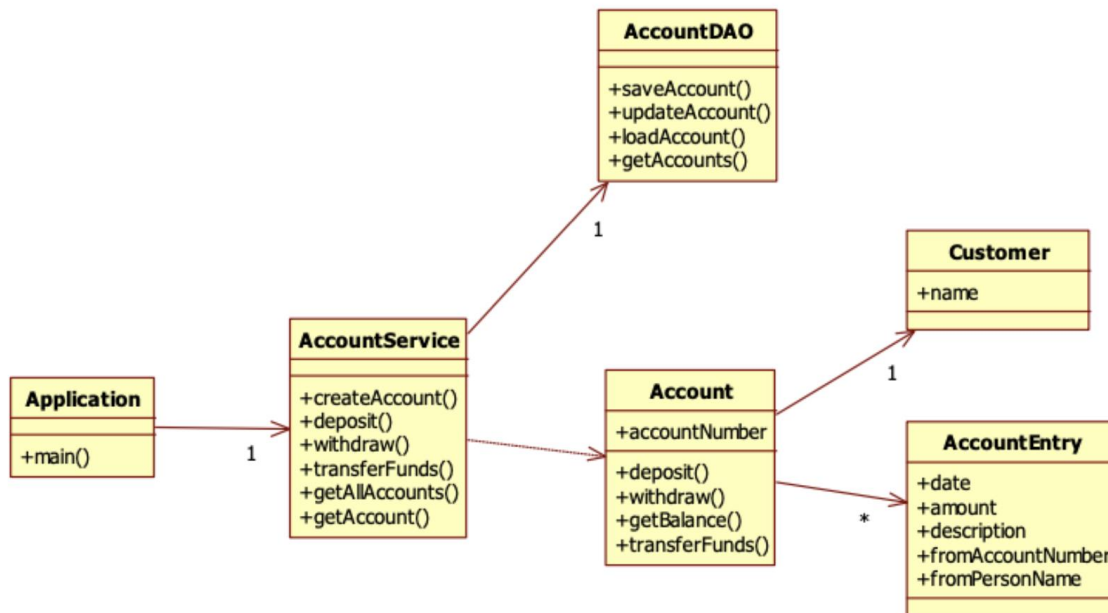 AccountDAO
+saveAccount()
+updateAccount()
+loadAccount()
+getAccounts()
1
Customer
+name
1
AccountService
+createAccount()
+deposit()
+withdraw()
+transferFunds()
+getAllAccounts()
+getAccount()
Application
+main()
1
Account
+accountNumber
+deposit()
+withdraw()
+getBalance()
+transferFunds()
AccountEntry
+date
+amount
+description
+fromAccountNumber
+fromPersonName
*